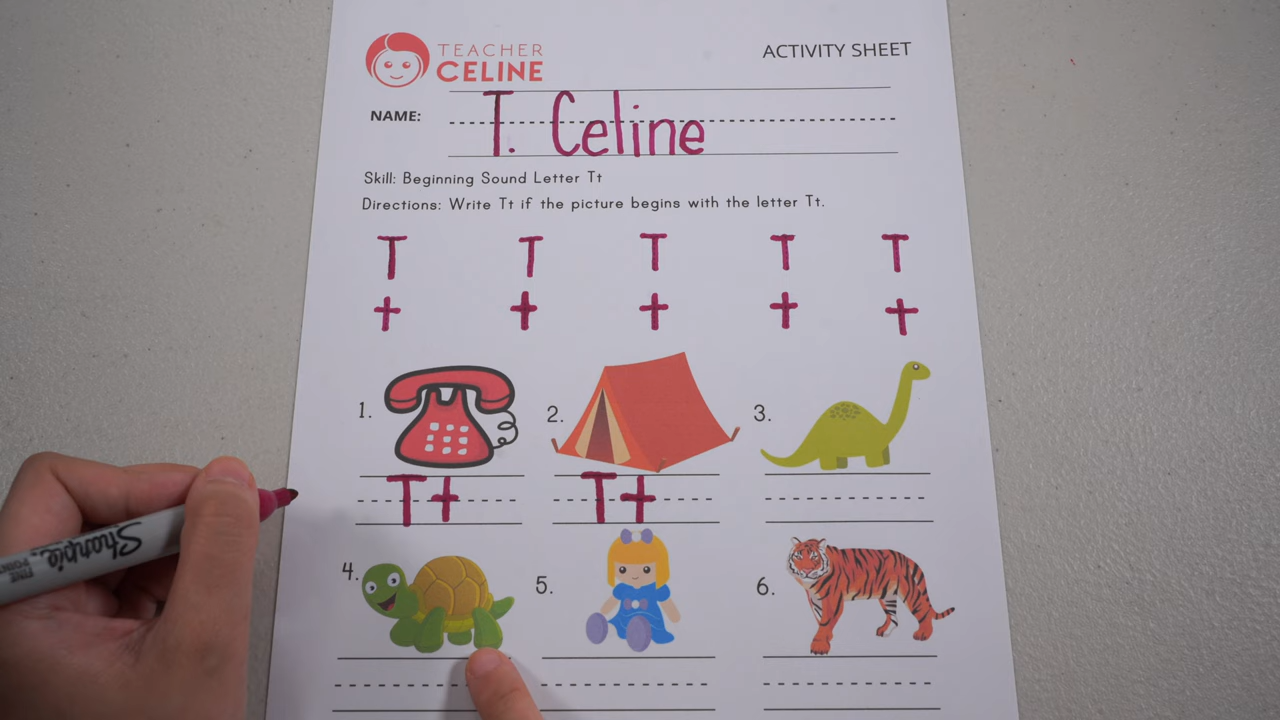 TEACHER
CELINE
ACTIVITY SHEET
NAME: T. Celine
Skill: Beginning Sound Letter Tt
Directions: Write Tt if the picture begins with the letter Tt.
T T T T T
t t t t t
1. 2. 3.
Tt Tt
4. 5. 6.
Sharpie
FINE
POINT